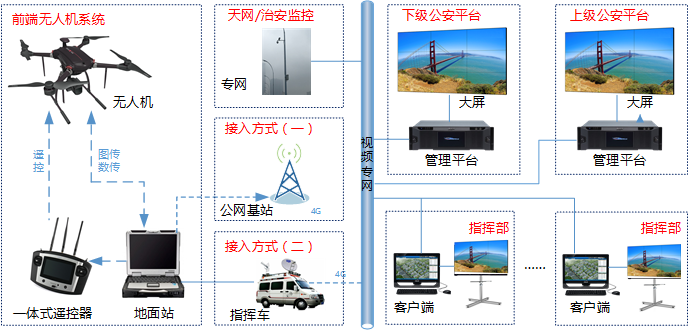 前端无人机系统
无人机
遥控
图传
数传
一体式遥控器
地面站
天网/治安监控
专网
接入方式（一）
公网基站
4G
接入方式（二）
4G
指挥车
视频专网
下级公安平台
大屏
管理平台
上级公安平台
大屏
管理平台
指挥部
客户端
......
指挥部
客户端